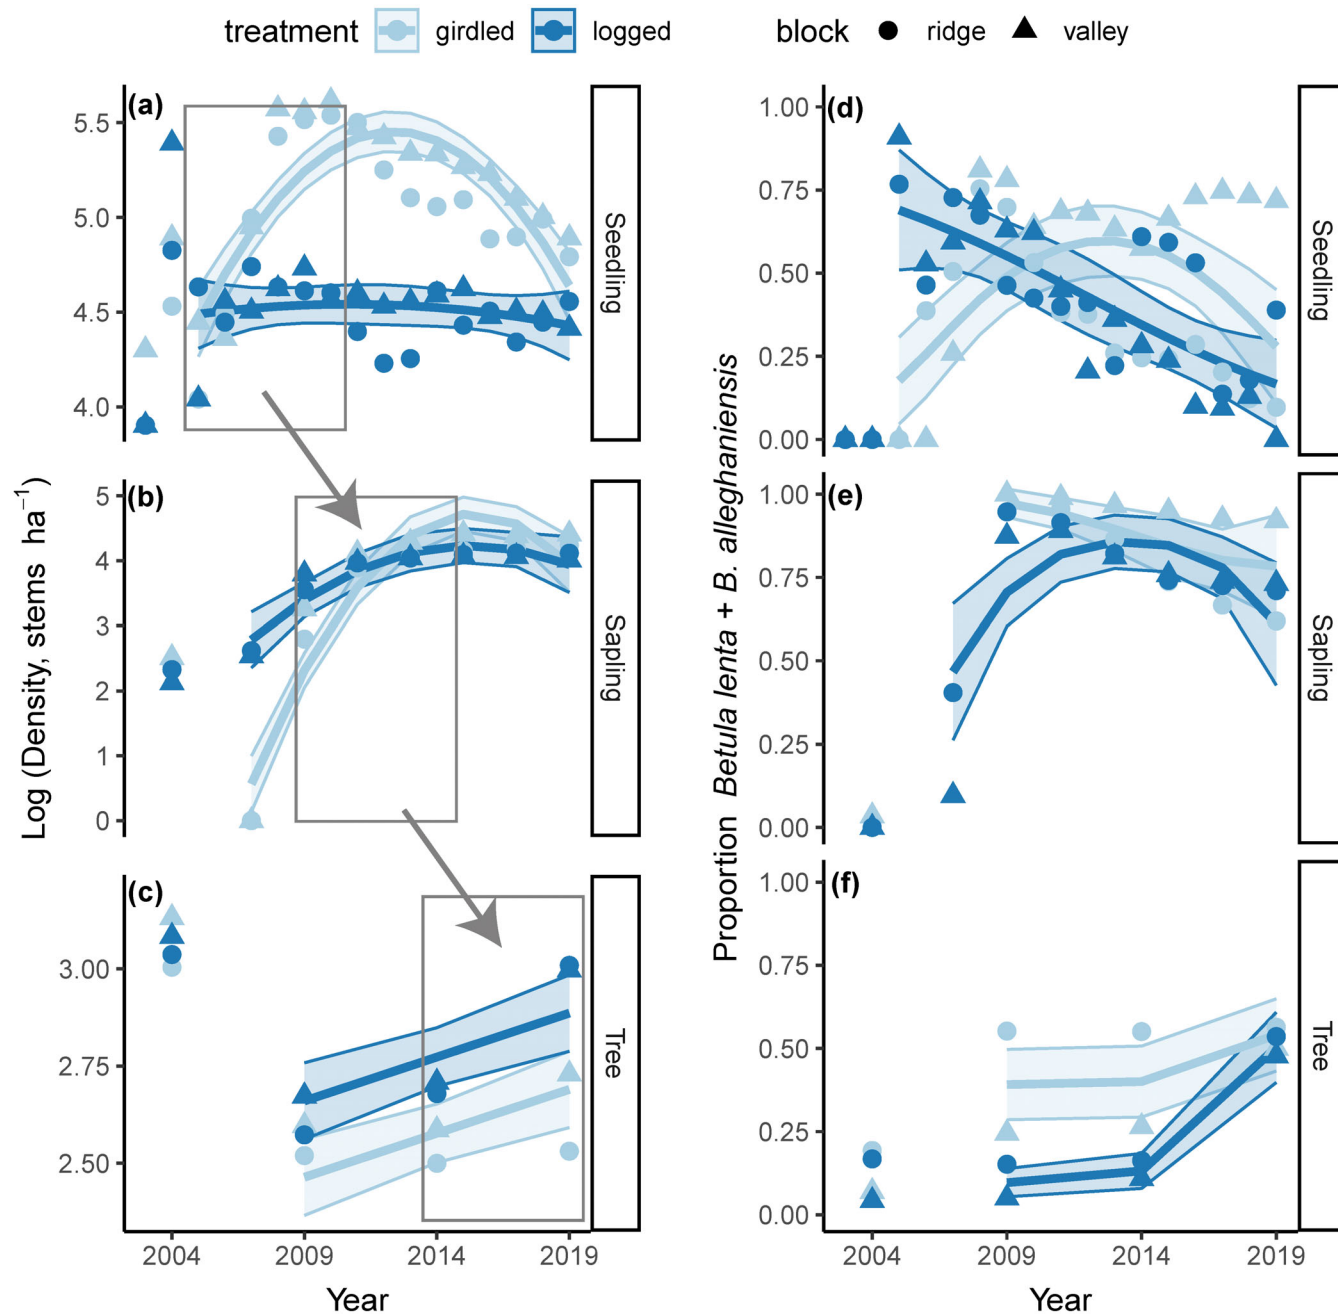 treatment girdled logged block ridge valley
(a)
5.5
5.0
4.5
4.0
Seedling
(b)
5
4
3
2
1
0
Sapling
(c)
3.00
2.75
2.50
Tree
2004 2009 2014 2019
Year
Log (Density, stems ha⁻¹)
(d)
1.00
0.75
0.50
0.25
0.00
Seedling
(e)
1.00
0.75
0.50
0.25
0.00
Sapling
(f)
1.00
0.75
0.50
0.25
0.00
Tree
2004 2009 2014 2019
Year
Proportion Betula lenta + B. alleghaniensis